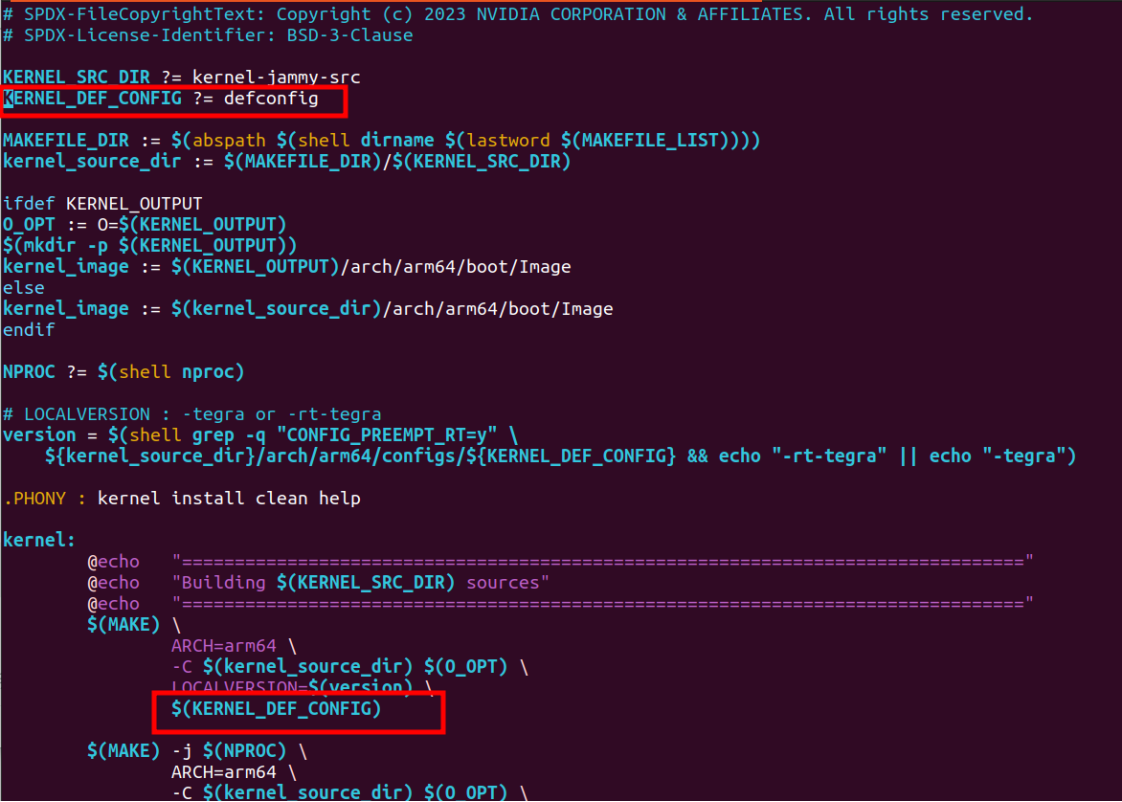 # SPDX-FileCopyrightText: Copyright (c) 2023 NVIDIA CORPORATION & AFFILIATES. All rights reserved.
# SPDX-License-Identifier: BSD-3-Clause
KERNEL_SRC_DIR ?= kernel-jammy-src
KERNEL_DEF_CONFIG ?= defconfig
MAKEFILE_DIR := $(abspath $(shell dirname $(lastword $(MAKEFILE_LIST))))
kernel_source_dir := $(MAKEFILE_DIR)/$(KERNEL_SRC_DIR)
ifdef KERNEL_OUTPUT
O_OPT := O=$(KERNEL_OUTPUT)
$(mkdir -p $(KERNEL_OUTPUT))
kernel_image := $(KERNEL_OUTPUT)/arch/arm64/boot/Image
else
kernel_image := $(kernel_source_dir)/arch/arm64/boot/Image
endif
NPROC ?= $(shell nproc)
# LOCALVERSION : -tegra or -rt-tegra
version = $(shell grep -q "CONFIG_PREEMPT_RT=y" \
${kernel_source_dir}/arch/arm64/configs/${KERNEL_DEF_CONFIG} && echo "-rt-tegra" || echo "-tegra")
.PHONY : kernel install clean help
kernel:
@echo "================================================================================"
@echo "Building $(KERNEL_SRC_DIR) sources"
@echo "================================================================================"
$(MAKE) \
ARCH=arm64 \
-C $(kernel_source_dir) $(O_OPT) \
LOCALVERSION=$(version) \
$(KERNEL_DEF_CONFIG)
$(MAKE) -j $(NPROC) \
ARCH=arm64 \
-C $(kernel_source_dir) $(O_OPT) \